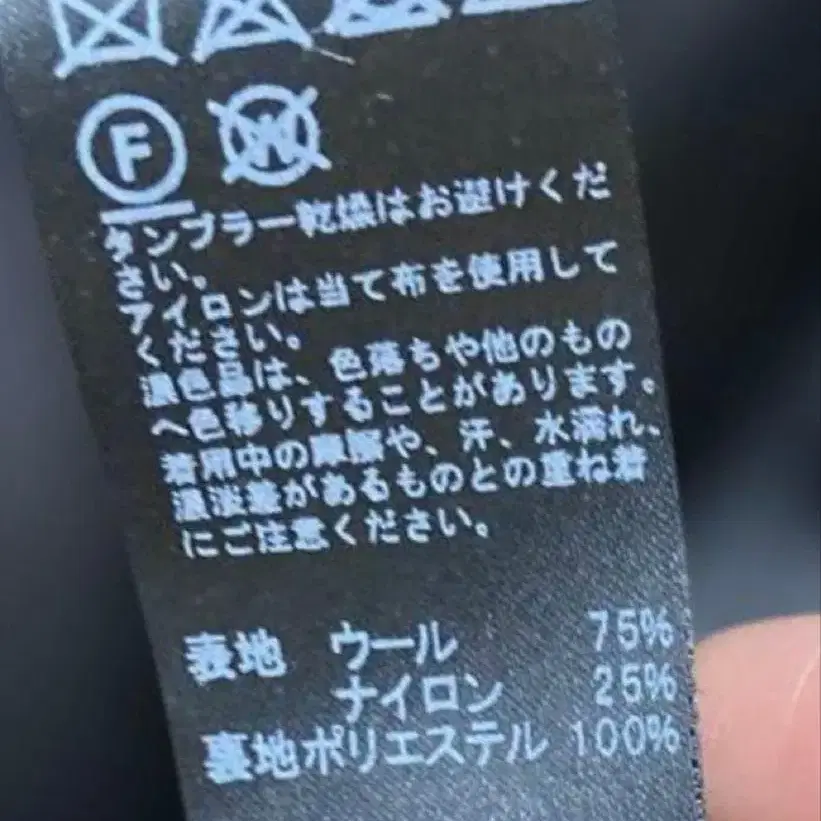 F W
タンブラー乾燥はお避けくだ
さい。
アイロンは当て布を使用して
ください。
濃色品は、色落ちや他のもの
へ色移りすることがあります。
着用中の摩擦や、汗、水濡れ、
濃淡差があるものとの重ね着
にご注意ください。
表地 ウール 75%
ナイロン 25%
裏地ポリエステル 100%